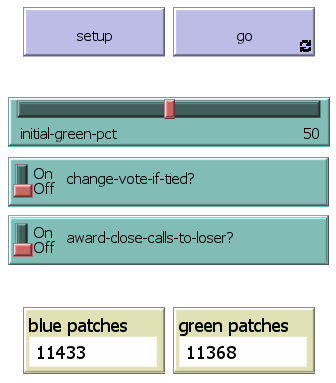 setup
go
initial-green-pct 50
On
Off
change-vote-if-tied?
On
Off
award-close-calls-to-loser?
blue patches
green patches
11433
11368